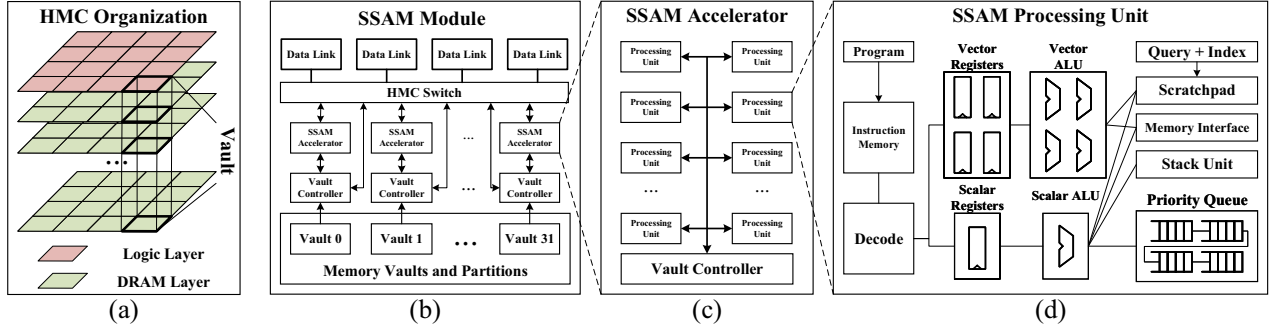 HMC Organization
...
Vault
Logic Layer
DRAM Layer
(a)
SSAM Module
Data Link Data Link Data Link Data Link
HMC Switch
SSAM Accelerator SSAM Accelerator ... SSAM Accelerator
Vault Controller Vault Controller ... Vault Controller
Vault 0 Vault 1 ... Vault 31
Memory Vaults and Partitions
(b)
SSAM Accelerator
Processing Unit Processing Unit
Processing Unit Processing Unit
Processing Unit Processing Unit
... ...
Processing Unit Processing Unit
Vault Controller
(c)
SSAM Processing Unit
Program
Instruction
Memory
Decode
Vector
Registers
Scalar
Registers
Vector
ALU
Scalar ALU
Query + Index
Scratchpad
Memory Interface
Stack Unit
Priority Queue
(d)